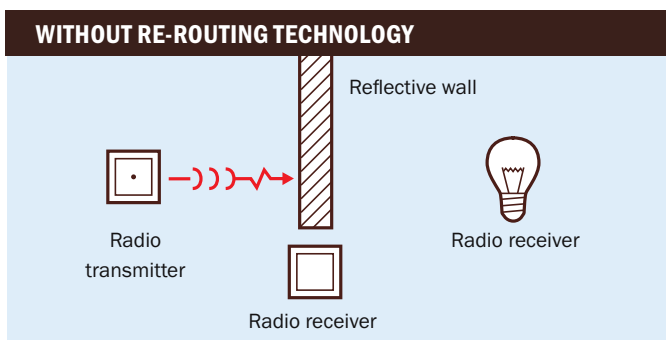 WITHOUT RE-ROUTING TECHNOLOGY
Reflective wall
Radio
transmitter
Radio receiver
Radio receiver